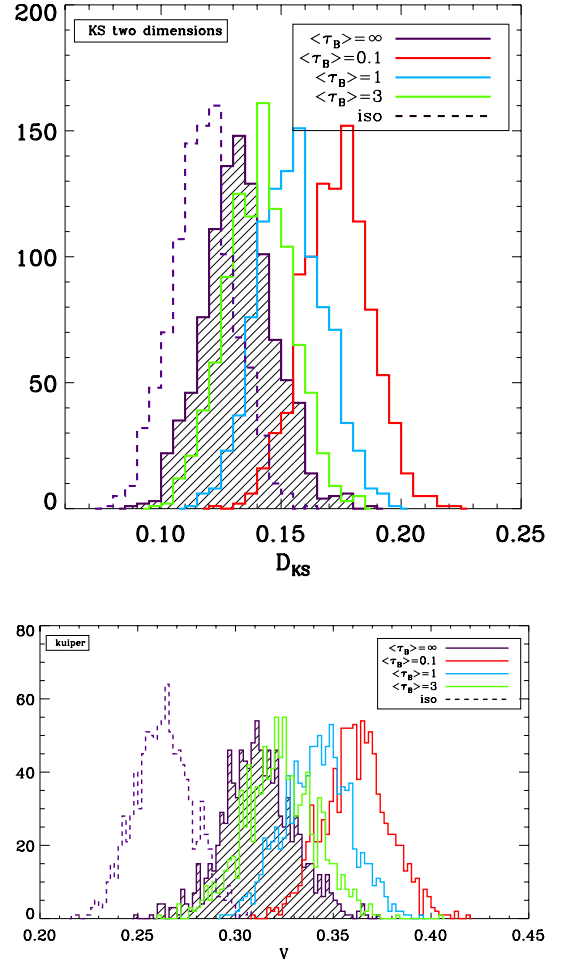 KS two dimensions
<τB>=∞
<τB>=0.1
<τB>=1
<τB>=3
iso
200
150
100
50
0
0.10 0.15 0.20 0.25
DKS
kuiper
<τB>=∞
<τB>=0.1
<τB>=1
<τB>=3
iso
80
60
40
20
0
0.20 0.25 0.30 0.35 0.40 0.45
V